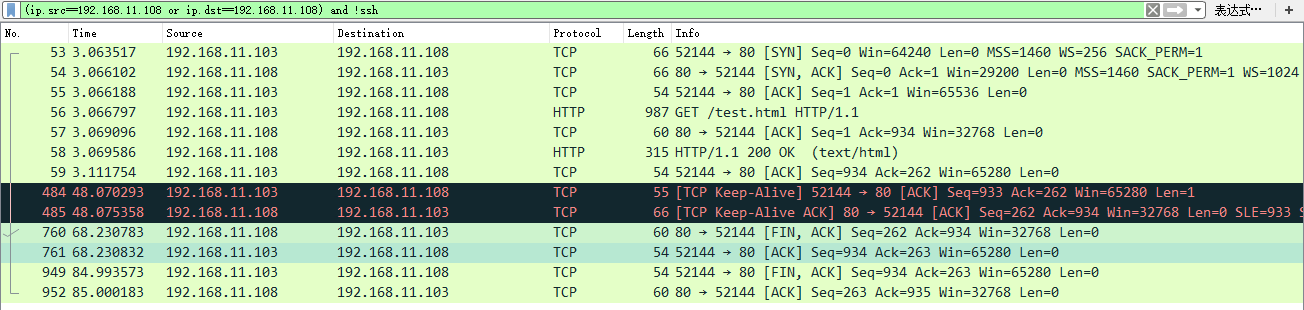 (ip.src==192.168.11.108 or ip.dst==192.168.11.108) and !ssh 表达式… +
No. Time Source Destination Protocol Length Info
53 3.063517 192.168.11.103 192.168.11.108 TCP 66 52144 → 80 [SYN] Seq=0 Win=64240 Len=0 MSS=1460 WS=256 SACK_PERM=1
54 3.066102 192.168.11.108 192.168.11.103 TCP 66 80 → 52144 [SYN, ACK] Seq=0 Ack=1 Win=29200 Len=0 MSS=1460 SACK_PERM=1 WS=1024
55 3.066188 192.168.11.103 192.168.11.108 TCP 54 52144 → 80 [ACK] Seq=1 Ack=1 Win=65536 Len=0
56 3.066797 192.168.11.103 192.168.11.108 HTTP 987 GET /test.html HTTP/1.1
57 3.069096 192.168.11.108 192.168.11.103 TCP 60 80 → 52144 [ACK] Seq=1 Ack=934 Win=32768 Len=0
58 3.069586 192.168.11.108 192.168.11.103 HTTP 315 HTTP/1.1 200 OK (text/html)
59 3.111754 192.168.11.103 192.168.11.108 TCP 54 52144 → 80 [ACK] Seq=934 Ack=262 Win=65280 Len=0
484 48.070293 192.168.11.103 192.168.11.108 TCP 55 [TCP Keep-Alive] 52144 → 80 [ACK] Seq=933 Ack=262 Win=65280 Len=1
485 48.075358 192.168.11.108 192.168.11.103 TCP 66 [TCP Keep-Alive ACK] 80 → 52144 [ACK] Seq=262 Ack=934 Win=32768 Len=0 SLE=933 S
760 68.230783 192.168.11.108 192.168.11.103 TCP 60 80 → 52144 [FIN, ACK] Seq=262 Ack=934 Win=32768 Len=0
761 68.230832 192.168.11.103 192.168.11.108 TCP 54 52144 → 80 [ACK] Seq=934 Ack=263 Win=65280 Len=0
949 84.993573 192.168.11.103 192.168.11.108 TCP 54 52144 → 80 [FIN, ACK] Seq=934 Ack=263 Win=65280 Len=0
952 85.000183 192.168.11.108 192.168.11.103 TCP 60 80 → 52144 [ACK] Seq=263 Ack=935 Win=32768 Len=0